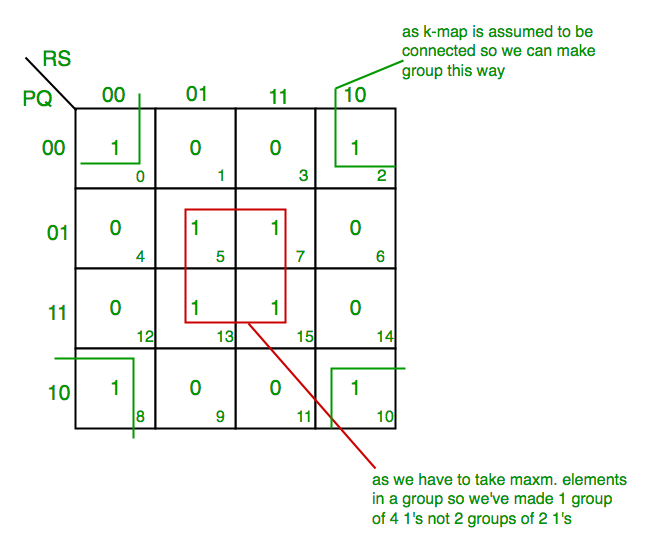 as k-map is assumed to be
connected so we can make
group this way
RS
PQ
00 01 11 10
00 1 0 0 1
0 1 3 2
01 0 1 1 0
4 5 7 6
11 0 1 1 0
12 13 15 14
10 1 0 0 1
8 9 11 10
as we have to take maxm. elements
in a group so we've made 1 group
of 4 1's not 2 groups of 2 1's